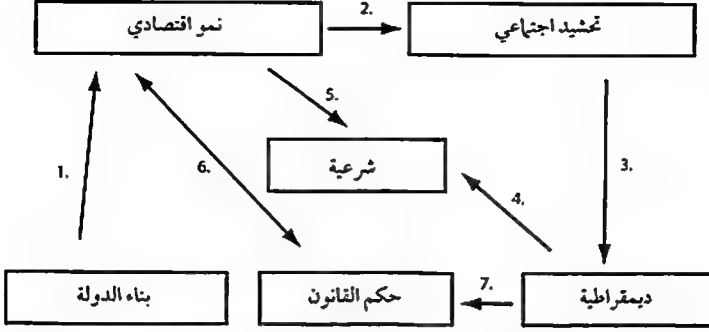 نمو اقتصادي
2.
تحشيد اجتماعي
5.
شرعية
1.
6.
4.
3.
بناء الدولة
حكم القانون
7.
ديمقراطية